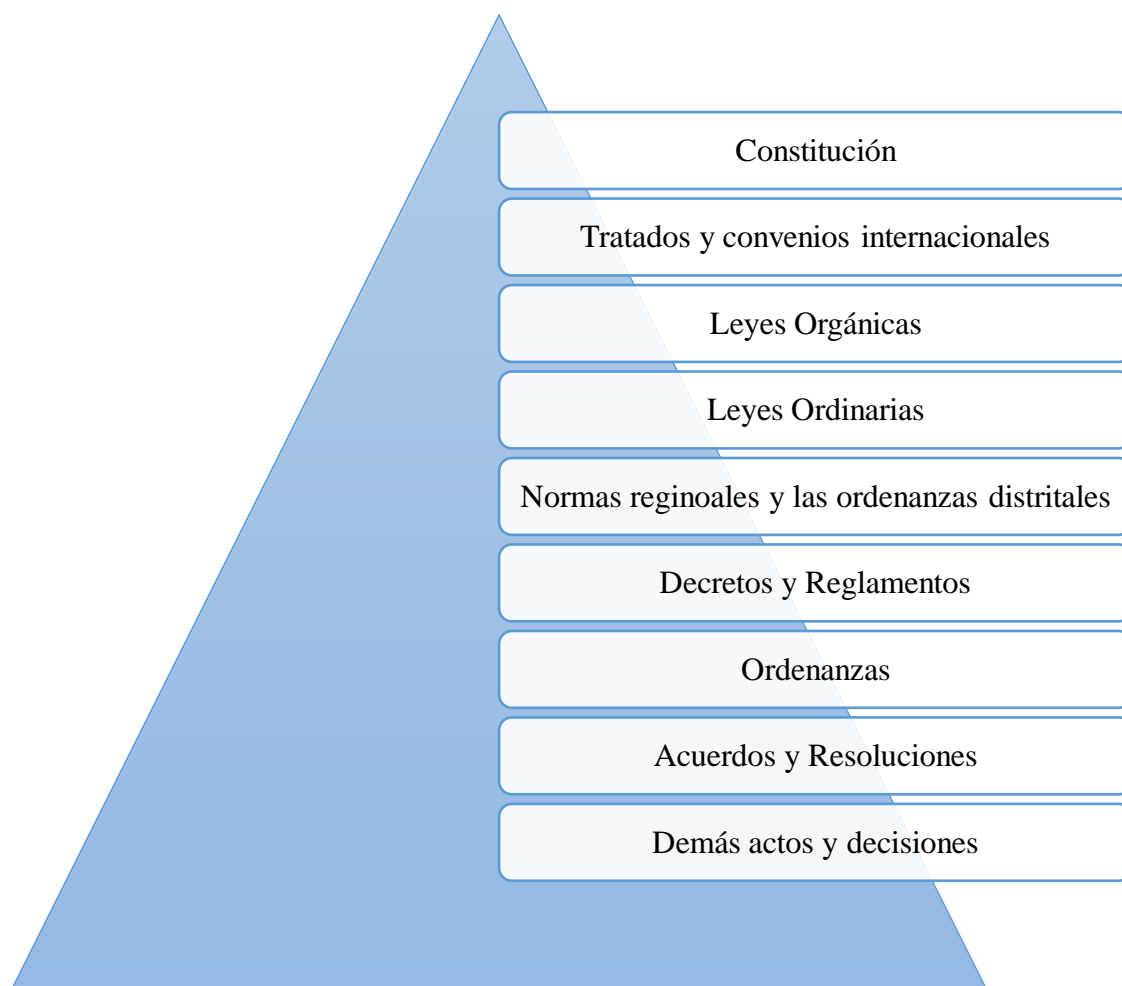 Constitución
Tratados y convenios internacionales
Leyes Orgánicas
Leyes Ordinarias
Normas reginoales y las ordenanzas distritales
Decretos y Reglamentos
Ordenanzas
Acuerdos y Resoluciones
Demás actos y decisiones